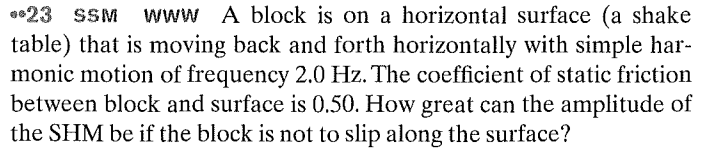 ••23 SSM WWW A block is on a horizontal surface (a shake
table) that is moving back and forth horizontally with simple har-
monic motion of frequency 2.0 Hz. The coefficient of static friction
between block and surface is 0.50. How great can the amplitude of
the SHM be if the block is not to slip along the surface?